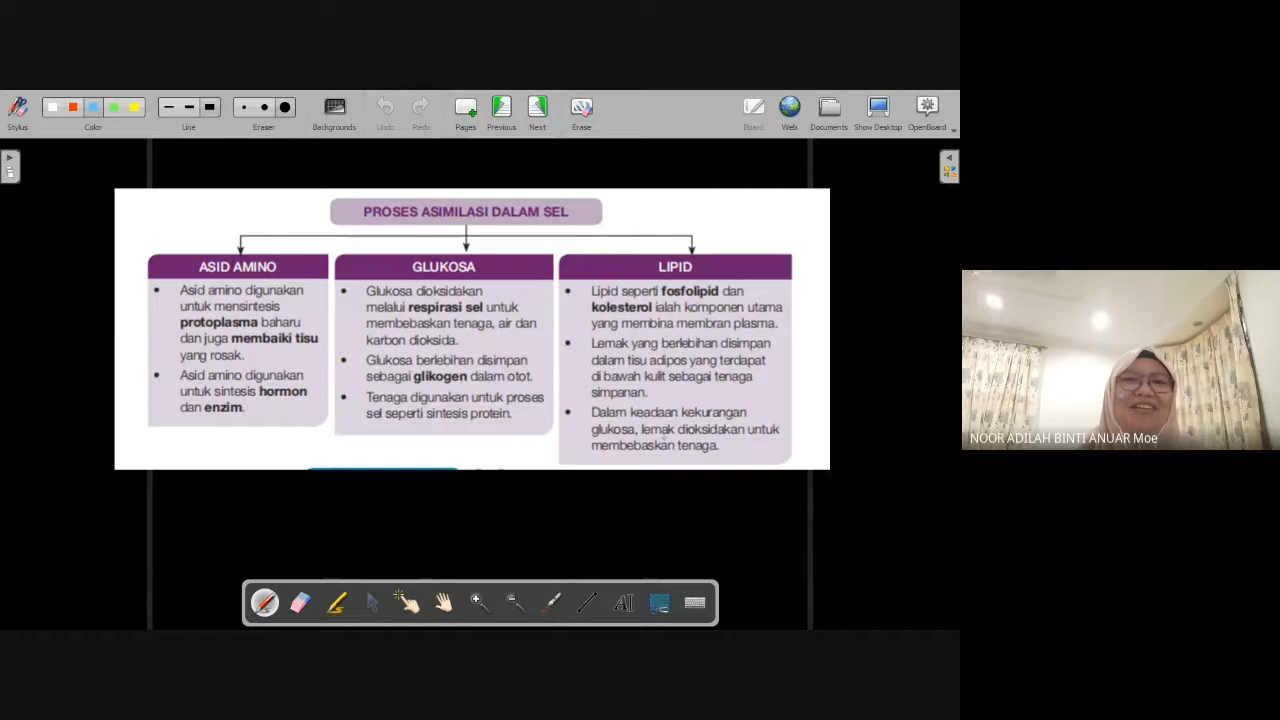 Stylus
Color
Line
Eraser
Backgrounds
Undo
Redo
Pages
Previous
Next
Erase
Board
Web
Documents
Show Desktop
OpenBoard
PROSES ASIMILASI DALAM SEL
ASID AMINO
Asid amino digunakan
untuk mensintesis
protoplasma baharu
dan juga membaiki tisu
yang rosak.
Asid amino digunakan
untuk sintesis hormon
dan enzim.
GLUKOSA
Glukosa dioksidakan
melalui respirasi sel untuk
membebaskan tenaga, air dan
karbon dioksida.
Glukosa berlebihan disimpan
sebagai glikogen dalam otot.
Tenaga digunakan untuk proses
sel seperti sintesis protein.
LIPID
Lipid seperti fosfolipid dan
kolesterol ialah komponen utama
yang membina membran plasma.
Lemak yang berlebihan disimpan
dalam tisu adipos yang terdapat
di bawah kulit sebagai tenaga
simpanan.
Dalam keadaan kekurangan
glukosa, lemak dioksidakan untuk
membebaskan tenaga.
NOOR ADILAH BINTI ANUAR Moe
AI